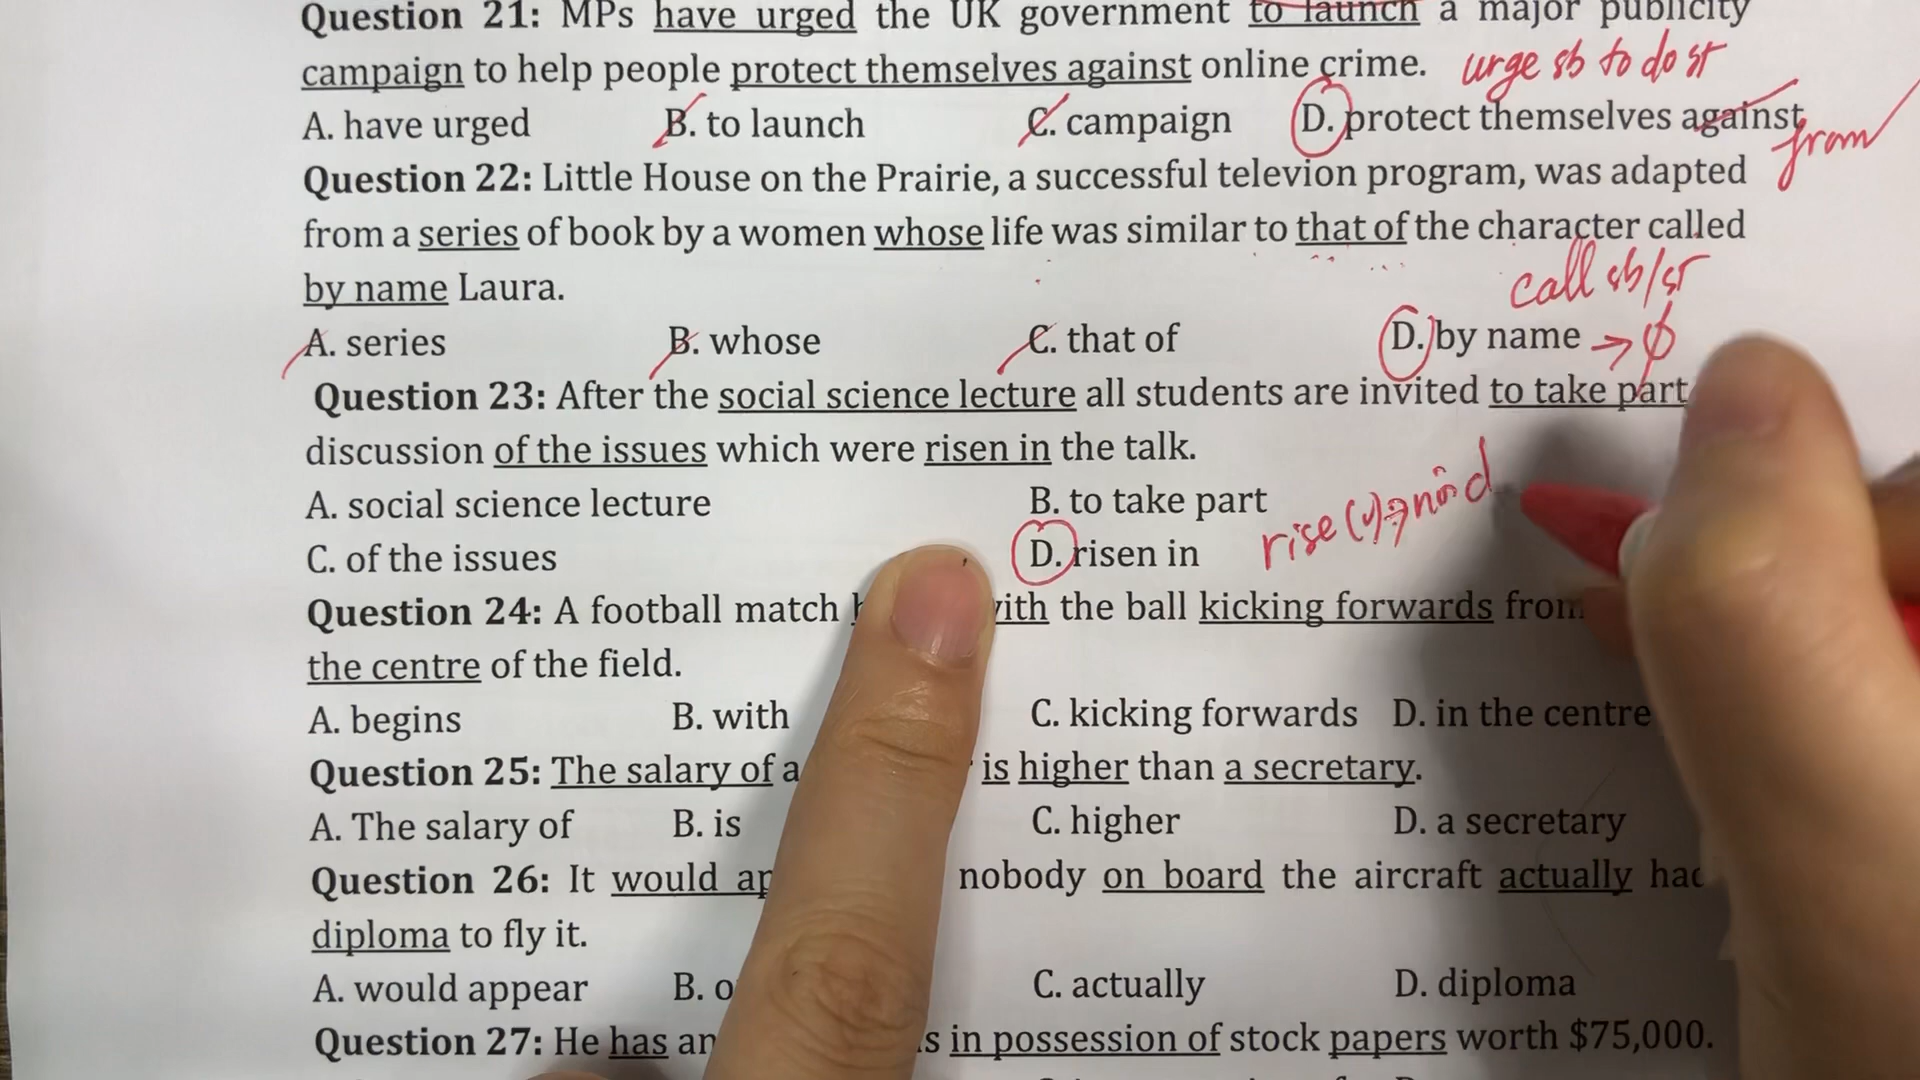 Question 21: MPs have urged the UK government to launch a major publicity
campaign to help people protect themselves against online crime. urge sb to do st
A. have urged B. to launch C. campaign D. protect themselves against
from
Question 22: Little House on the Prairie, a successful televion program, was adapted
from a series of book by a women whose life was similar to that of the character called
call sb/st
by name Laura.
A. series B. whose C. that of D. by name → ∅
Question 23: After the social science lecture all students are invited to take part
discussion of the issues which were risen in the talk.
A. social science lecture B. to take part
C. of the issues D. risen in rise (v)
Question 24: A football match with the ball kicking forwards from
the centre of the field.
A. begins B. with C. kicking forwards D. in the centre
Question 25: The salary of a is higher than a secretary.
A. The salary of B. is C. higher D. a secretary
Question 26: It would nobody on board the aircraft actually
diploma to fly it.
A. would appear B. C. actually D. diploma
Question 27: He has in possession of stock papers worth $75,000.